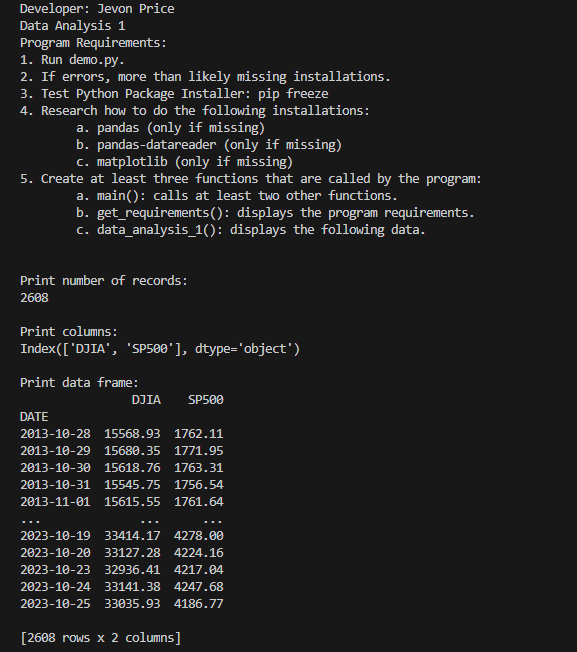 Developer: Jevon Price
Data Analysis 1
Program Requirements:
1. Run demo.py.
2. If errors, more than likely missing installations.
3. Test Python Package Installer: pip freeze
4. Research how to do the following installations:
        a. pandas (only if missing)
        b. pandas-datareader (only if missing)
        c. matplotlib (only if missing)
5. Create at least three functions that are called by the program:
        a. main(): calls at least two other functions.
        b. get_requirements(): displays the program requirements.
        c. data_analysis_1(): displays the following data.
Print number of records:
2608
Print columns:
Index(['DJIA', 'SP500'], dtype='object')
Print data frame:
                DJIA    SP500
DATE
2013-10-28  15568.93  1762.11
2013-10-29  15680.35  1771.95
2013-10-30  15618.76  1763.31
2013-10-31  15545.75  1756.54
2013-11-01  15615.55  1761.64
...              ...      ...
2023-10-19  33414.17  4278.00
2023-10-20  33127.28  4224.16
2023-10-23  32936.41  4217.04
2023-10-24  33141.38  4247.68
2023-10-25  33035.93  4186.77
[2608 rows x 2 columns]